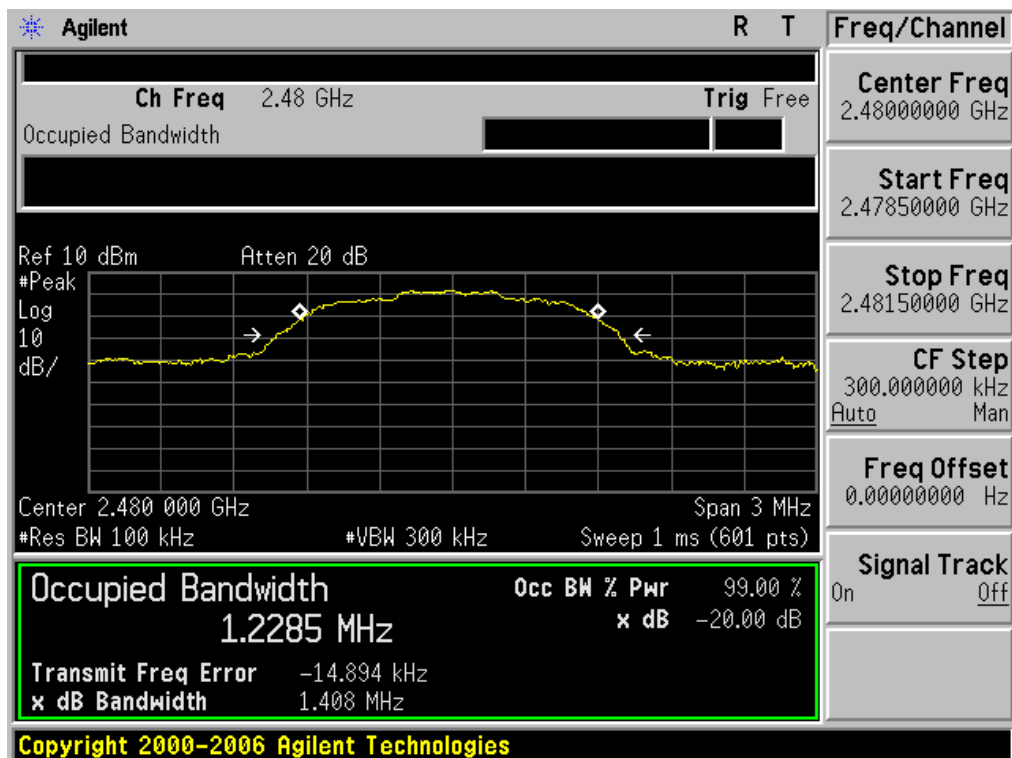 Agilent R T
Freq/Channel
Ch Freq 2.48 GHz Trig Free
Occupied Bandwidth
Center Freq
2.48000000 GHz
Start Freq
2.47850000 GHz
Stop Freq
2.48150000 GHz
CF Step
300.000000 kHz
Auto Man
Freq Offset
0.00000000 Hz
Signal Track
On Off
Ref 10 dBm Atten 20 dB
#Peak
Log
10
dB/
Center 2.480 000 GHz Span 3 MHz
#Res BW 100 kHz #VBW 300 kHz Sweep 1 ms (601 pts)
Occupied Bandwidth Occ BW % Pwr 99.00 %
1.2285 MHz x dB -20.00 dB
Transmit Freq Error -14.894 kHz
x dB Bandwidth 1.408 MHz
Copyright 2000-2006 Agilent Technologies